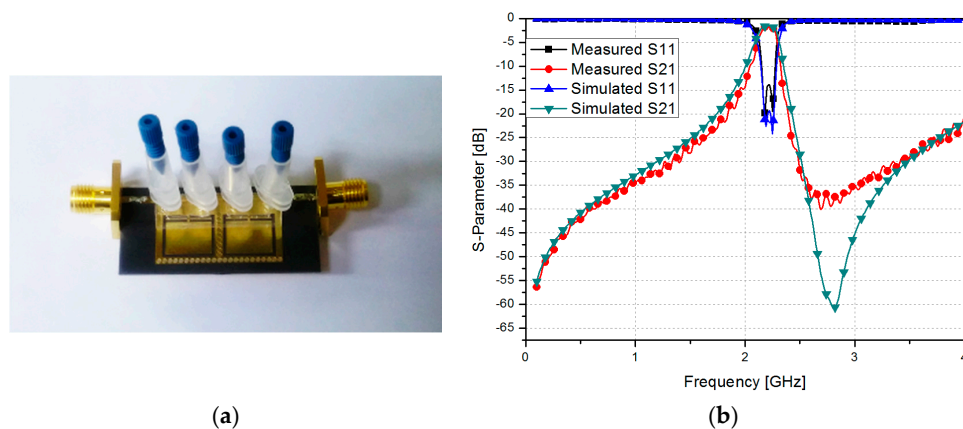 0
-5
-10
-15
-20
-25
-30
-35
-40
-45
-50
-55
-60
-65
S-Parameter [dB]
Measured S11
Measured S21
Simulated S11
Simulated S21
0 1 2 3 4
Frequency [GHz]
(a) (b)